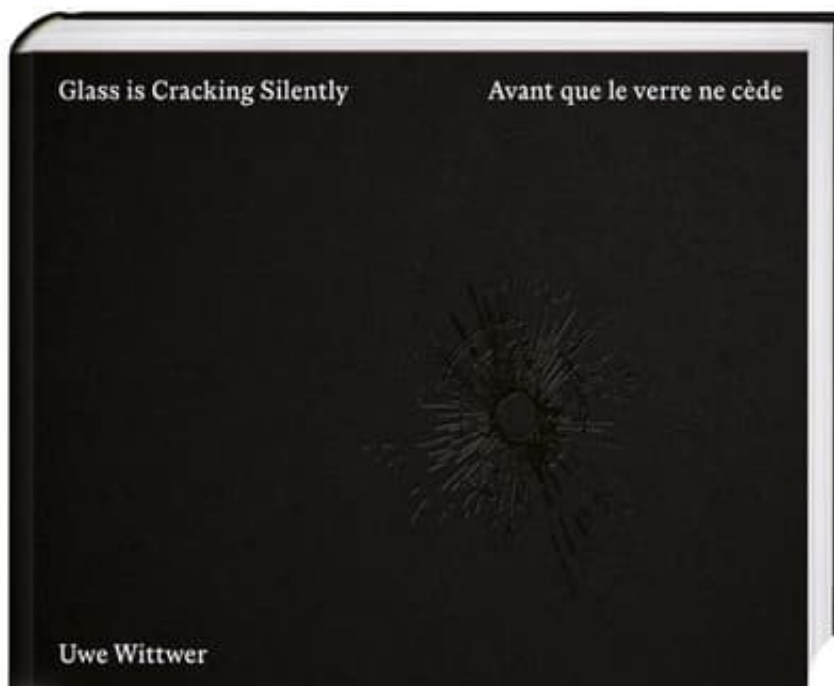 Glass is Cracking Silently
Avant que le verre ne cède
Uwe Wittwer